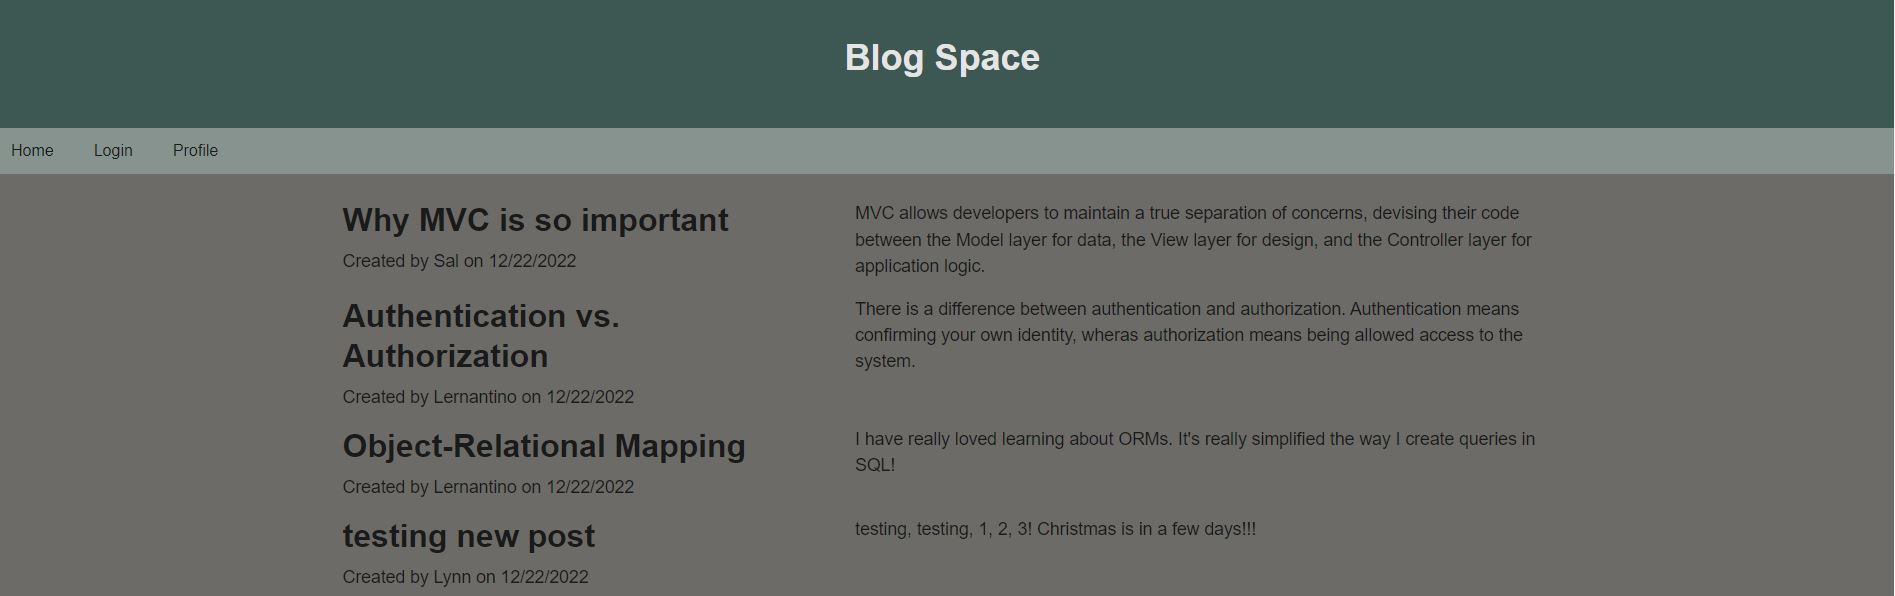 Blog Space
Home Login Profile
Why MVC is so important
Created by Sal on 12/22/2022
MVC allows developers to maintain a true separation of concerns, devising their code
between the Model layer for data, the View layer for design, and the Controller layer for
application logic.
Authentication vs.
Authorization
Created by Lernantino on 12/22/2022
There is a difference between authentication and authorization. Authentication means
confirming your own identity, wheras authorization means being allowed access to the
system.
Object-Relational Mapping
Created by Lernantino on 12/22/2022
I have really loved learning about ORMs. It's really simplified the way I create queries in
SQL!
testing new post
Created by Lynn on 12/22/2022
testing, testing, 1, 2, 3! Christmas is in a few days!!!